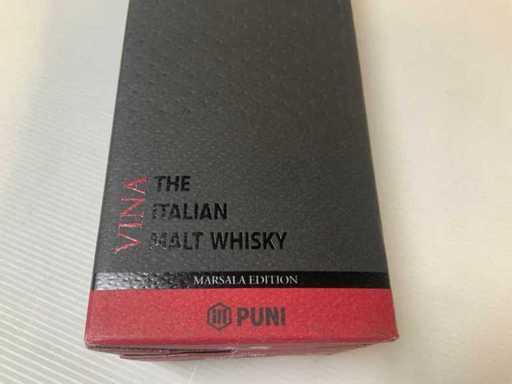 VINA
THE
ITALIAN
MALT WHISKY
MARSALA EDITION
PUNI